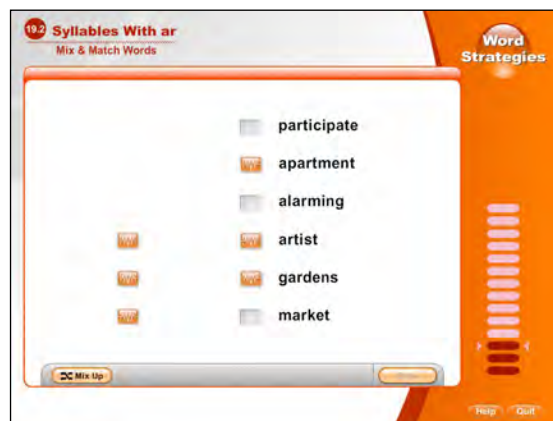 19.2 Syllables With ar
Mix & Match Words
Word
Strategies
participate
apartment
alarming
artist
gardens
market
Mix Up
Help Quit